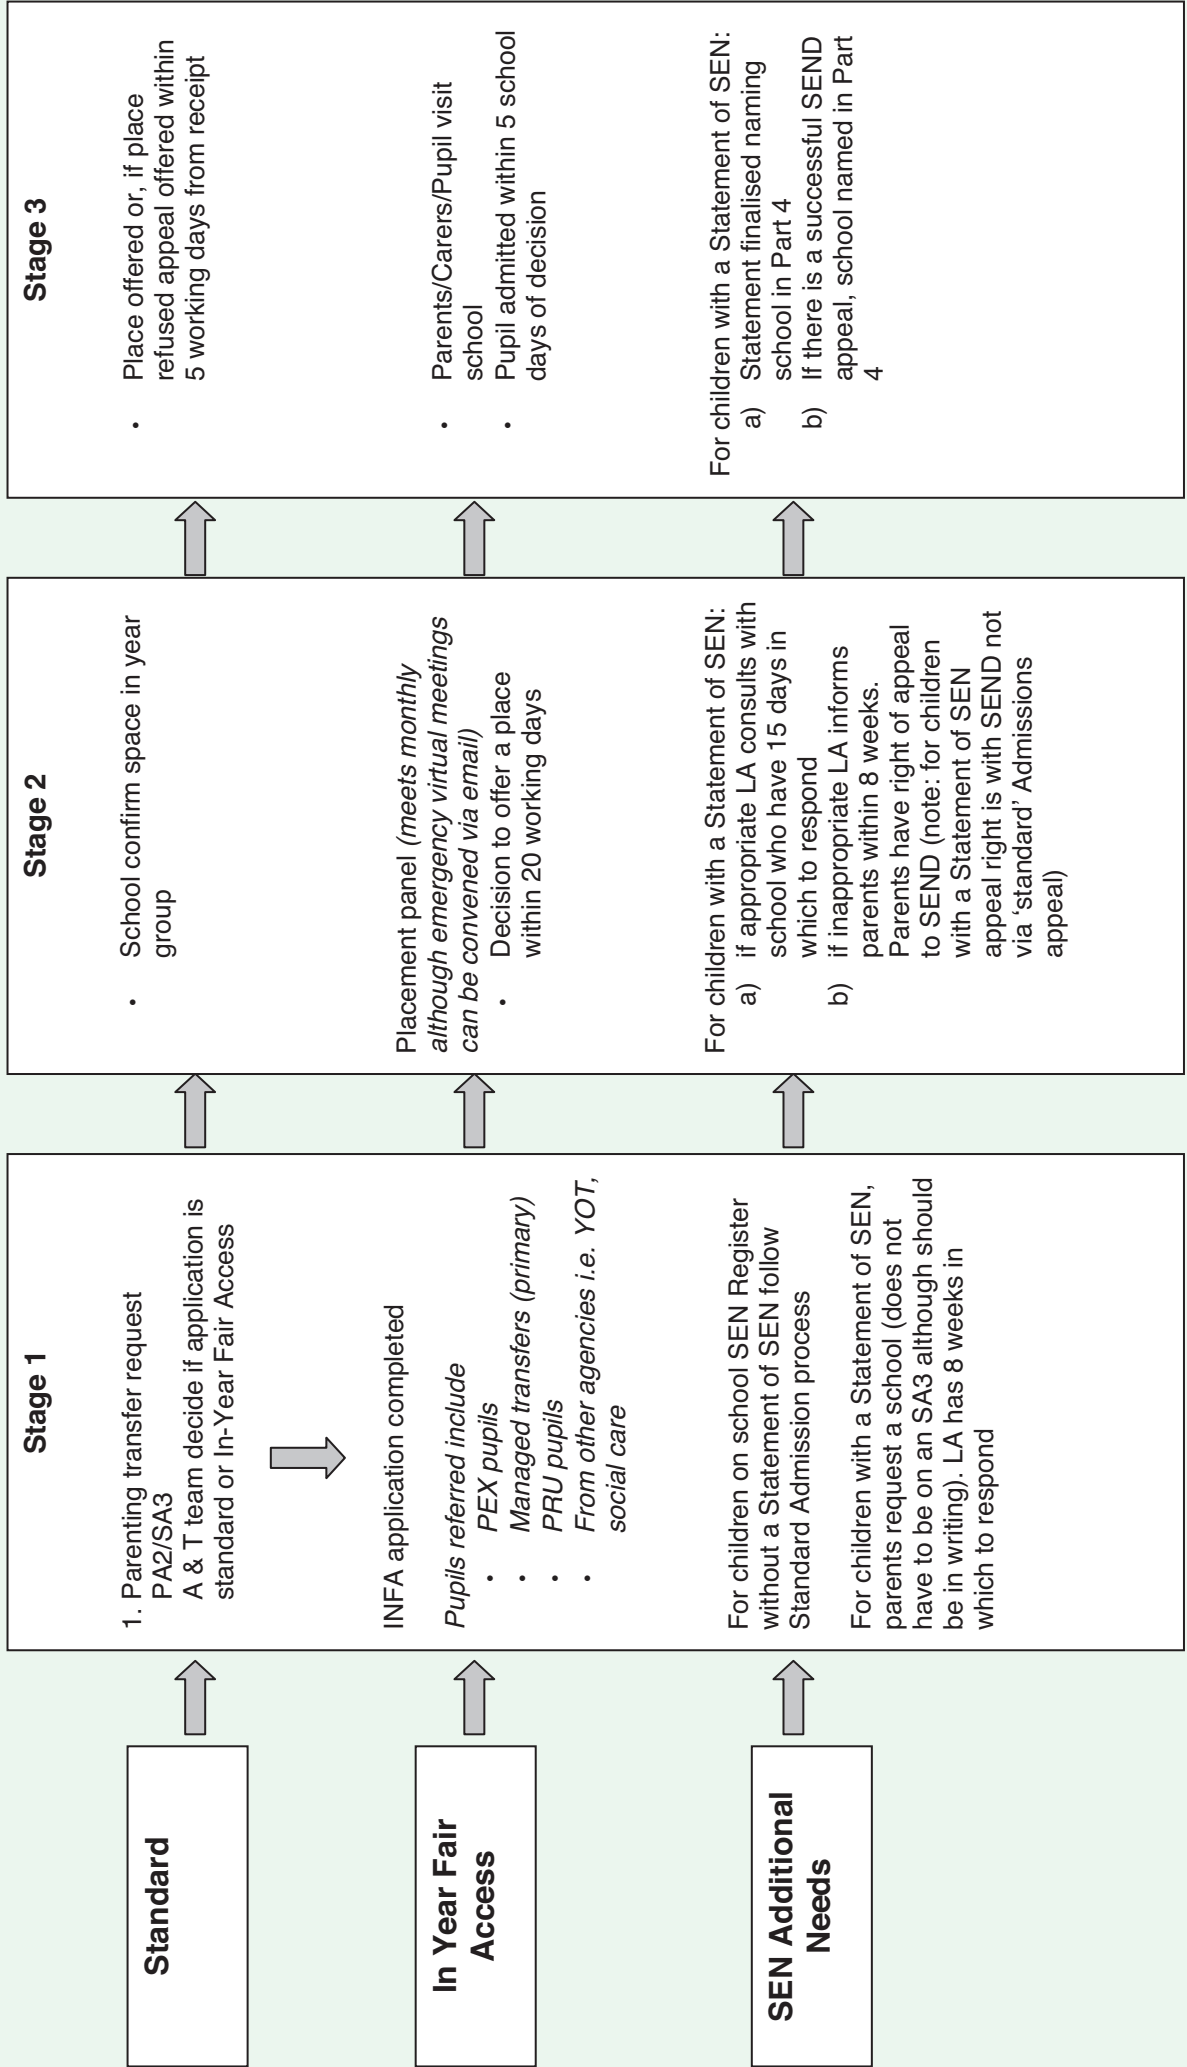 Standard
In Year Fair
Access
SEN Additional
Needs
Stage 1
1. Parenting transfer request
PA2/SA3
A & T team decide if application is
standard or In-Year Fair Access
INFA application completed
Pupils referred include
• PEX pupils
• Managed transfers (primary)
• PRU pupils
• From other agencies i.e. YOT,
social care
For children on school SEN Register
without a Statement of SEN follow
Standard Admission process
For children with a Statement of SEN,
parents request a school (does not
have to be on an SA3 although should
be in writing). LA has 8 weeks in
which to respond
Stage 2
• School confirm space in year
group
Placement panel (meets monthly
although emergency virtual meetings
can be convened via email)
• Decision to offer a place
within 20 working days
For children with a Statement of SEN:
a) if appropriate LA consults with
school who have 15 days in
which to respond
b) if inappropriate LA informs
parents within 8 weeks.
Parents have right of appeal
to SEND (note: for children
with a Statement of SEN
appeal right is with SEND not
via ‘standard’ Admissions
appeal)
Stage 3
• Place offered or, if place
refused appeal offered within
5 working days from receipt
• Parents/Carers/Pupil visit
school
• Pupil admitted within 5 school
days of decision
For children with a Statement of SEN:
a) Statement finalised naming
school in Part 4
b) If there is a successful SEND
appeal, school named in Part
4